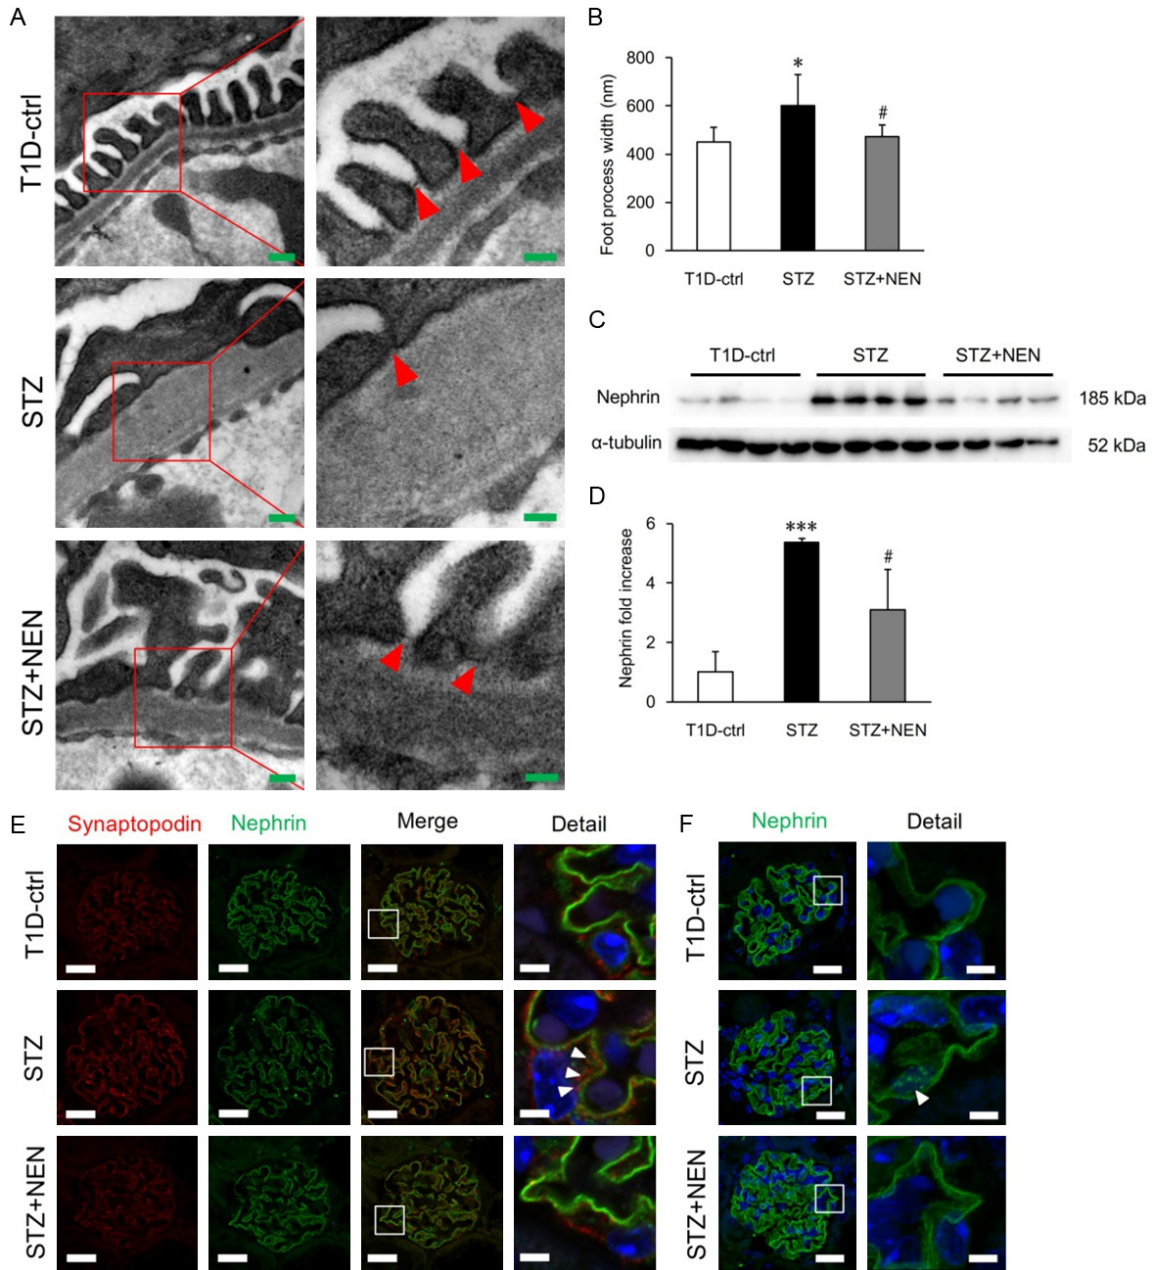 A
T1D-ctrl
STZ
STZ+NEN
B
Foot process width (nm)
800
600
400
200
0
*
#
T1D-ctrl STZ STZ+NEN
C
T1D-ctrl STZ STZ+NEN
Nephrin 185 kDa
α-tubulin 52 kDa
D
Nephrin fold increase
6
4
2
0
***
#
T1D-ctrl STZ STZ+NEN
E
Synaptopodin Nephrin Merge Detail
T1D-ctrl
STZ
STZ+NEN
F
Nephrin Detail
T1D-ctrl
STZ
STZ+NEN